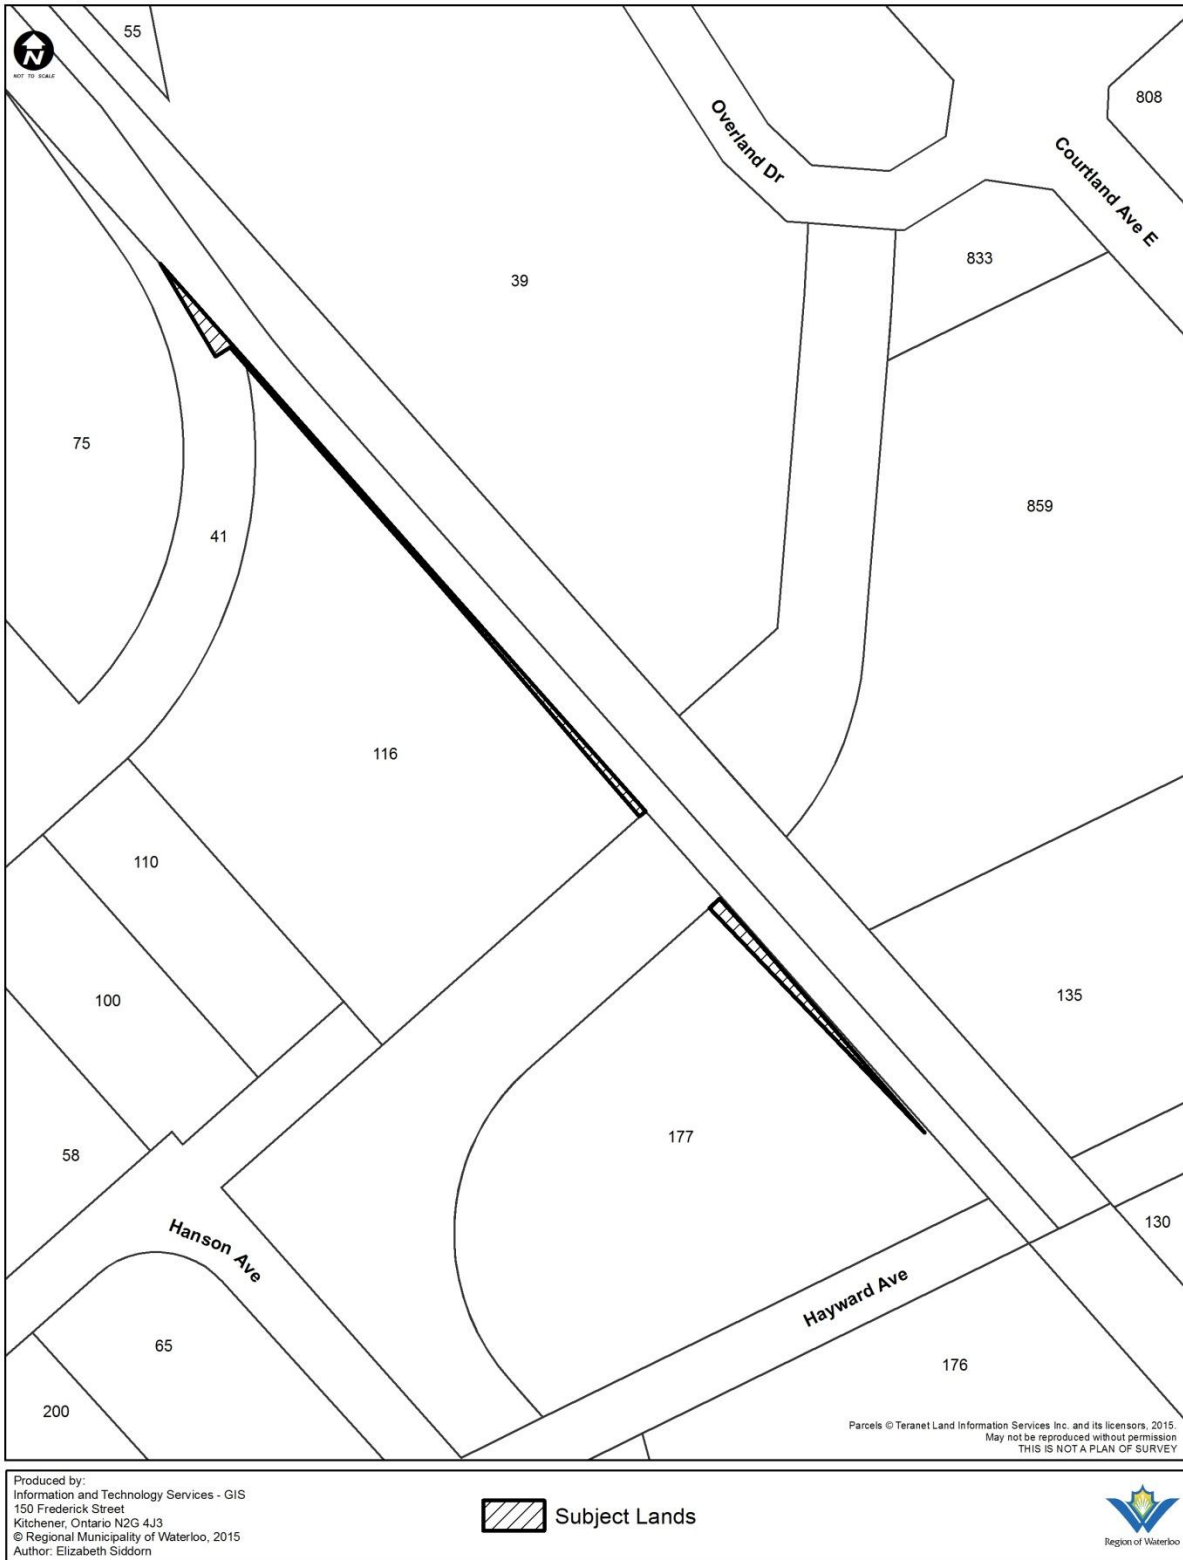 55
N
NOT TO SCALE
808
Overland Dr
Courtland Ave E
833
39
75
859
41
116
110
100
135
58
177
130
Hanson Ave
Hayward Ave
65
176
200
Parcels © Teranet Land Information Services Inc. and its licensors, 2015.
May not be reproduced without permission
THIS IS NOT A PLAN OF SURVEY
Produced by:
Information and Technology Services - GIS
150 Frederick Street
Kitchener, Ontario N2G 4J3
© Regional Municipality of Waterloo, 2015
Author: Elizabeth Siddorn
Subject Lands
Region of Waterloo